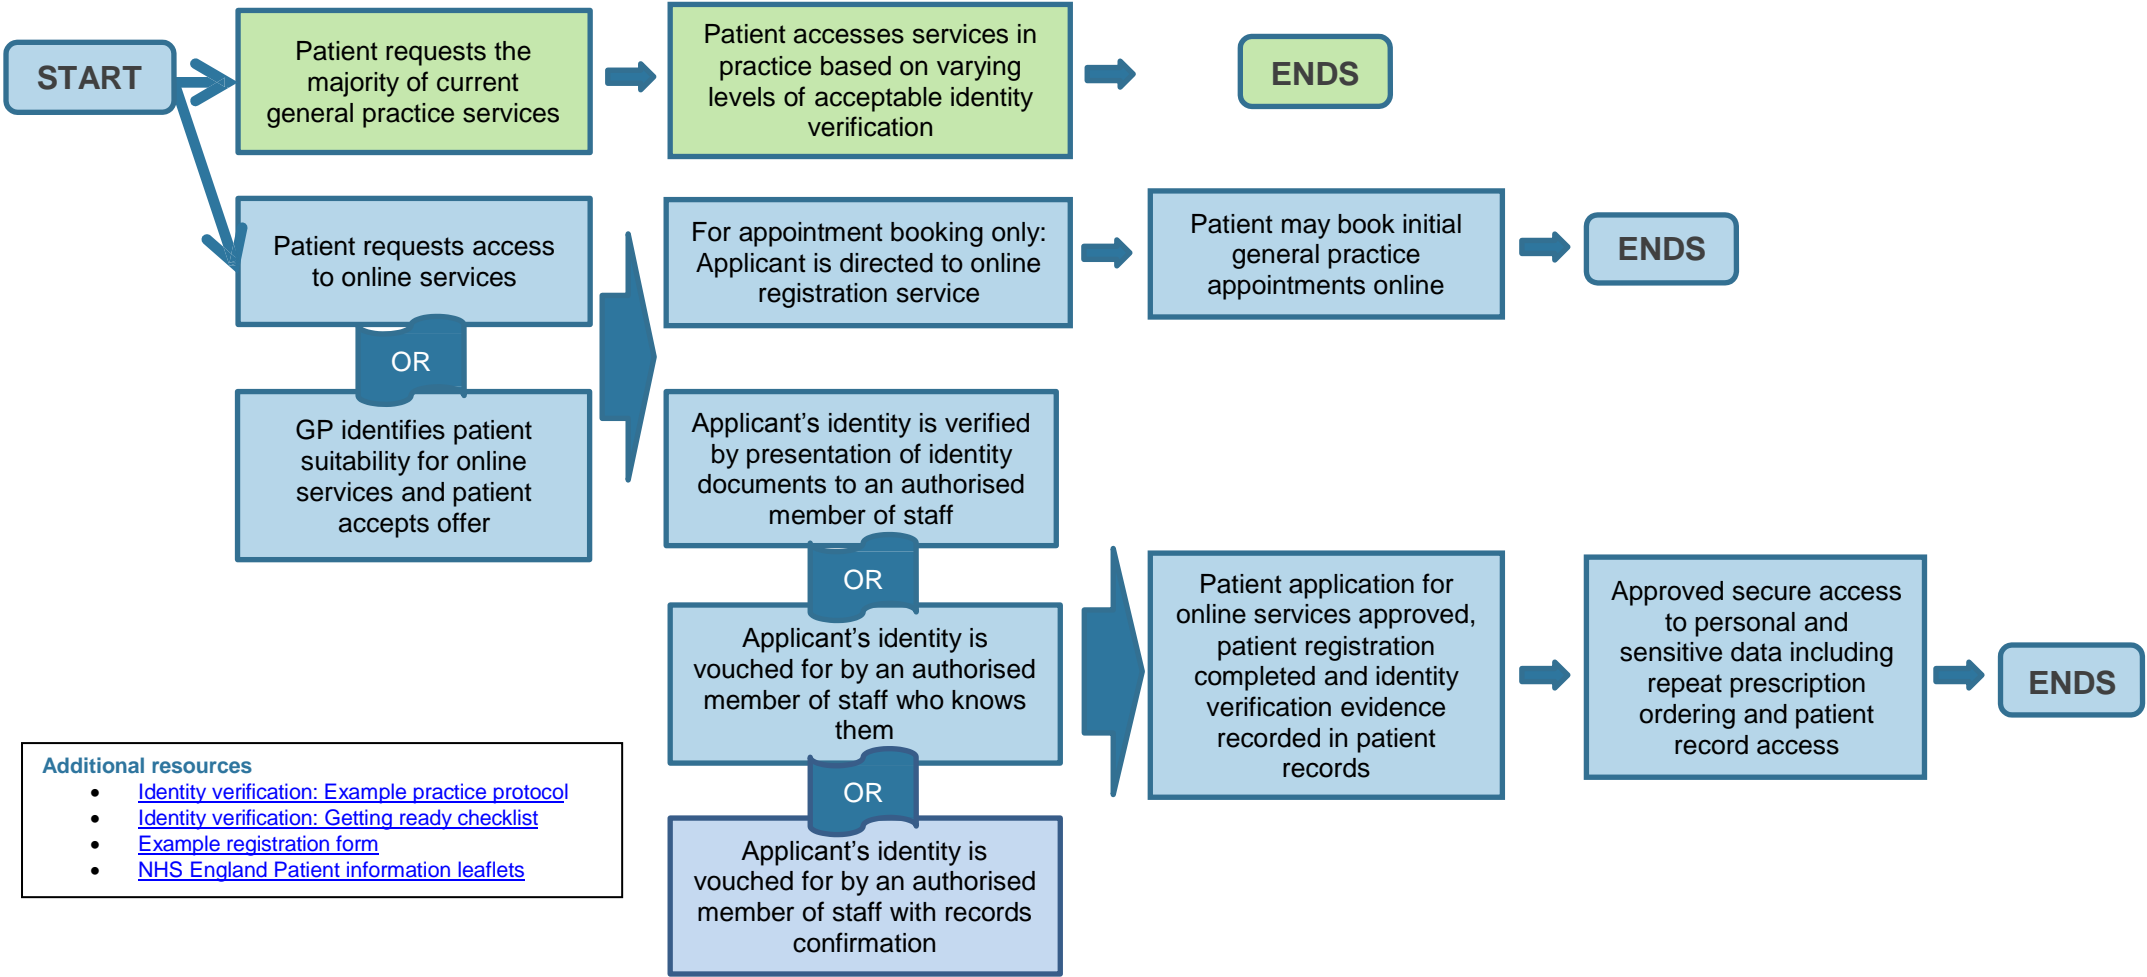 START
Patient requests the
majority of current
general practice services
Patient accesses services in
practice based on varying
levels of acceptable identity
verification
ENDS
Patient requests access
to online services
OR
GP identifies patient
suitability for online
services and patient
accepts offer
For appointment booking only:
Applicant is directed to online
registration service
Patient may book initial
general practice
appointments online
ENDS
Applicant’s identity is verified
by presentation of identity
documents to an authorised
member of staff
OR
Applicant’s identity is
vouched for by an authorised
member of staff who knows
them
OR
Applicant’s identity is
vouched for by an authorised
member of staff with records
confirmation
Patient application for
online services approved,
patient registration
completed and identity
verification evidence
recorded in patient
records
Approved secure access
to personal and
sensitive data including
repeat prescription
ordering and patient
record access
ENDS
Additional resources
• Identity verification: Example practice protocol
• Identity verification: Getting ready checklist
• Example registration form
• NHS England Patient information leaflets